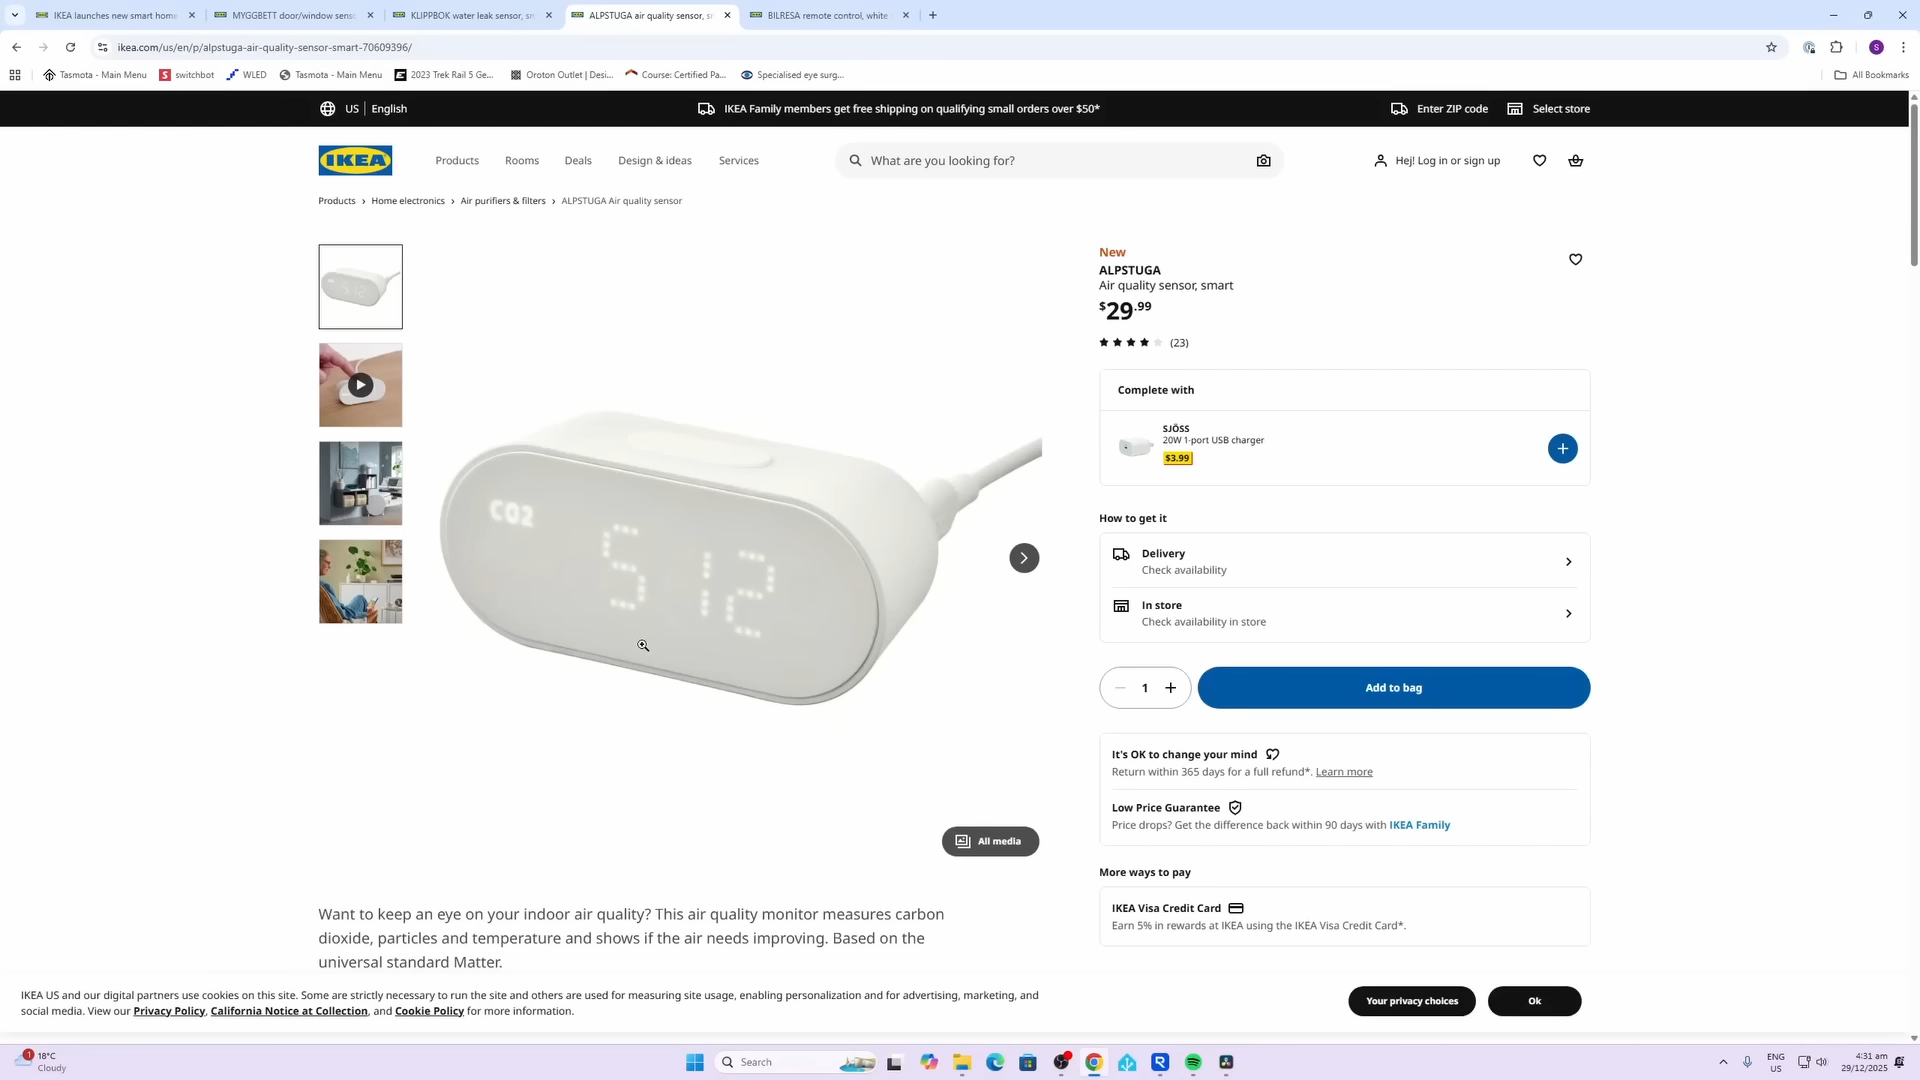 IKEA launches new smart home
MYGGBETT door/window senso
KLIPPBOK water leak sensor, sm
ALPSTUGA air quality sensor, sm
BILRESA remote control, white
ikea.com/us/en/p/alpstuga-air-quality-sensor-smart-70609396/
S
Tasmota - Main Menu
switchbot
WLED
Tasmota - Main Menu
2023 Trek Rail 5 Ge...
Oroton Outlet | Desi...
Course: Certified Pa...
Specialised eye surg...
All Bookmarks
US | English
IKEA Family members get free shipping on qualifying small orders over $50*
Enter ZIP code
Select store
IKEA
Products
Rooms
Deals
Design & ideas
Services
What are you looking for?
Hej! Log in or sign up
Products › Home electronics › Air purifiers & filters › ALPSTUGA Air quality sensor
CO2
512
All media
New
ALPSTUGA
Air quality sensor, smart
$29.99
(23)
Complete with
SJÖSS
20W 1-port USB charger
$3.99
How to get it
Delivery
Check availability
In store
Check availability in store
1
Add to bag
It's OK to change your mind
Return within 365 days for a full refund*. Learn more
Low Price Guarantee
Price drops? Get the difference back within 90 days with IKEA Family
More ways to pay
IKEA Visa Credit Card
Earn 5% in rewards at IKEA using the IKEA Visa Credit Card*.
Want to keep an eye on your indoor air quality? This air quality monitor measures carbon
dioxide, particles and temperature and shows if the air needs improving. Based on the
universal standard Matter.
IKEA US and our digital partners use cookies on this site. Some are strictly necessary to run the site and others are used for measuring site usage, enabling personalization and for advertising, marketing, and
social media. View our Privacy Policy, California Notice at Collection, and Cookie Policy for more information.
Your privacy choices
Ok
1
18°C
Cloudy
Search
ENG
US
4:31 am
29/12/2025